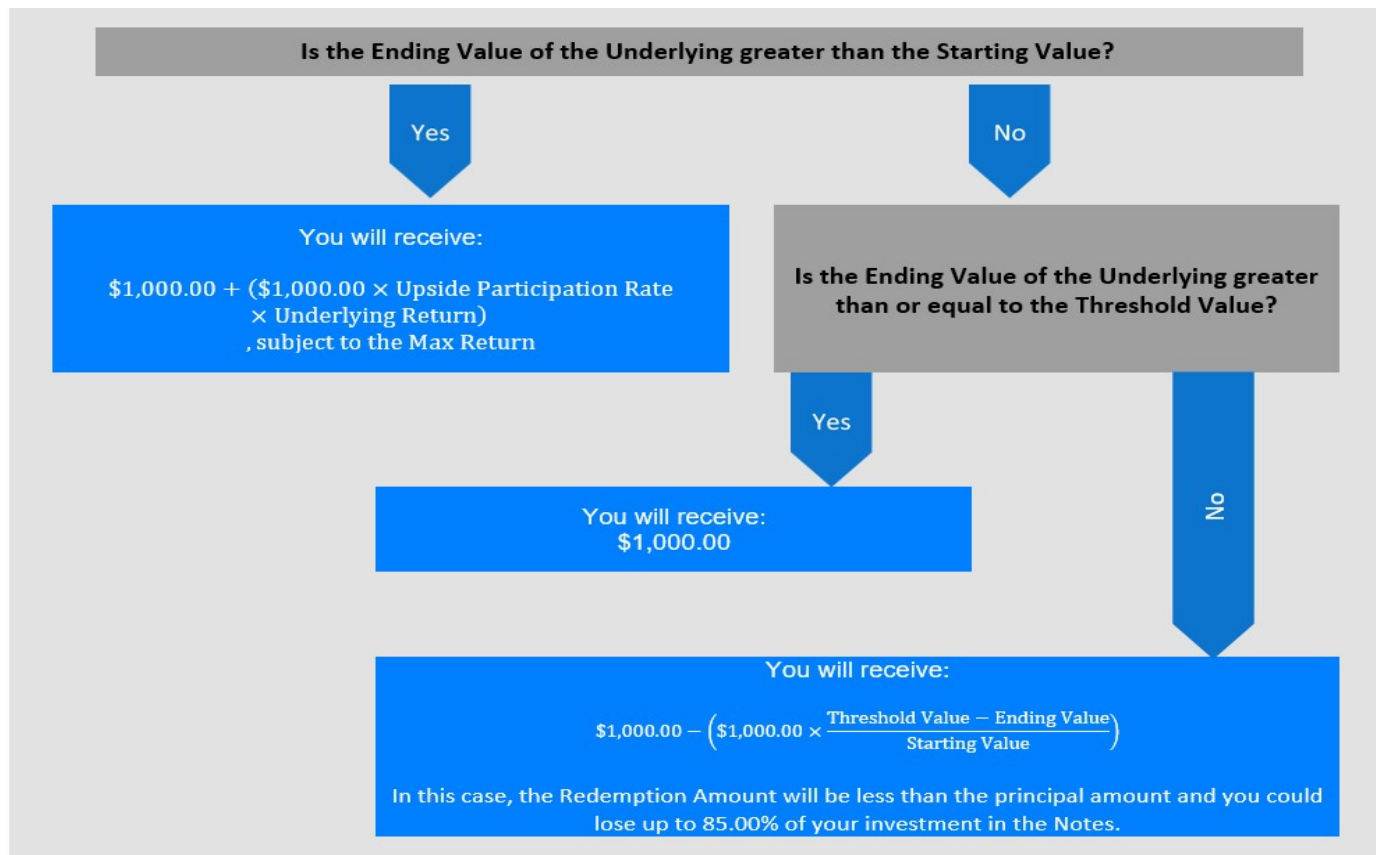 Is the Ending Value of the Underlying greater than the Starting Value?
Yes
No
You will receive:
$1,000.00 + ($1,000.00 × Upside Participation Rate
× Underlying Return)
, subject to the Max Return
Is the Ending Value of the Underlying greater
than or equal to the Threshold Value?
Yes
No
You will receive:
$1,000.00
You will receive:
$1,000.00 − ($1,000.00 × Threshold Value − Ending Value
Starting Value)
In this case, the Redemption Amount will be less than the principal amount and you could
lose up to 85.00% of your investment in the Notes.